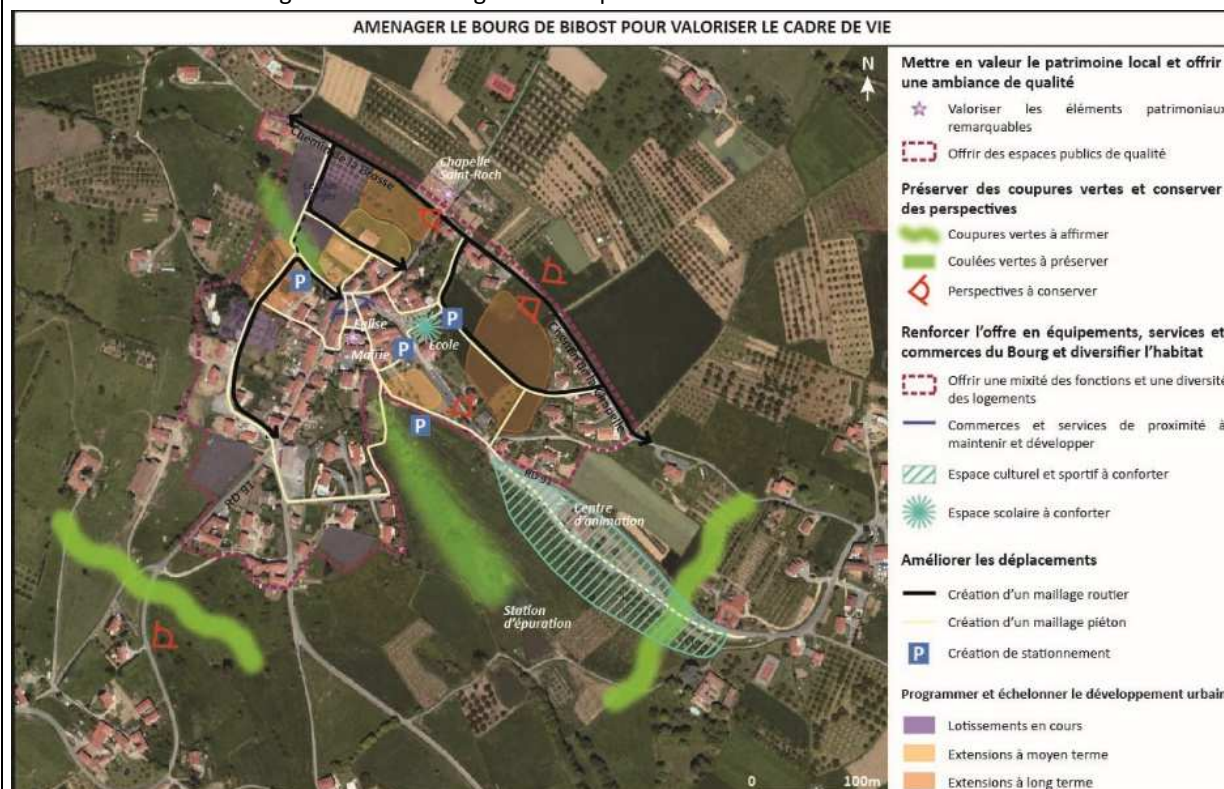 AMENAGER LE BOURG DE BIBOST POUR VALORISER LE CADRE DE VIE
N
Chemin de la Brosse
Chapelle
Saint-Roch
P
Eglise
Mairie
P
Ecole
P
P
RD 91
RD 91
Centre
d'animation
Station
d'épuration
0 100m
Mettre en valeur le patrimoine local et offrir
une ambiance de qualité
Valoriser les éléments patrimoniaux
remarquables
Offrir des espaces publics de qualité
Préserver des coupures vertes et conserver
des perspectives
Coupures vertes à affirmer
Coulées vertes à préserver
Perspectives à conserver
Renforcer l'offre en équipements, services et
commerces du Bourg et diversifier l'habitat
Offrir une mixité des fonctions et une diversité
des logements
Commerces et services de proximité à
maintenir et développer
Espace culturel et sportif à conforter
Espace scolaire à conforter
Améliorer les déplacements
Création d'un maillage routier
Création d'un maillage piéton
P Création de stationnement
Programmer et échelonner le développement urbain
Lotissements en cours
Extensions à moyen terme
Extensions à long terme